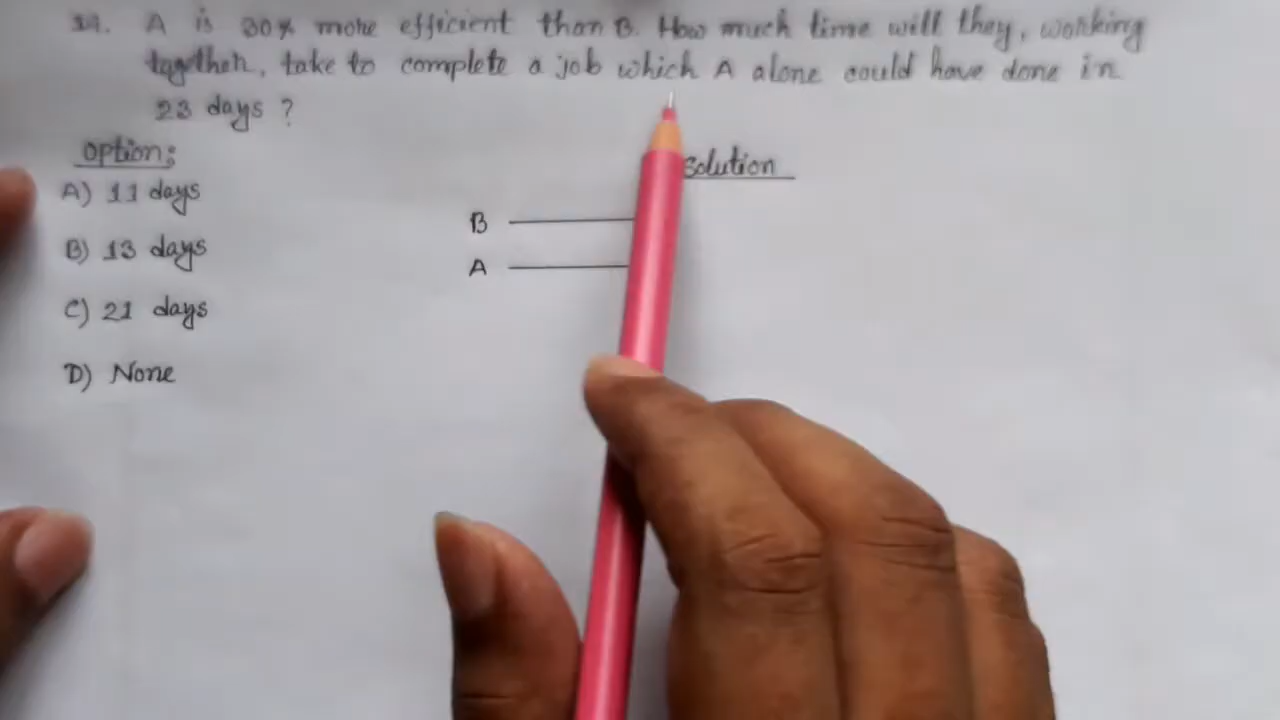 14. A is 30% more efficient than B. How much time will they, working
together, take to complete a job which A alone could have done in
23 days ?
option:
A) 11 days
B) 13 days
C) 21 days
D) None
solution
B
A